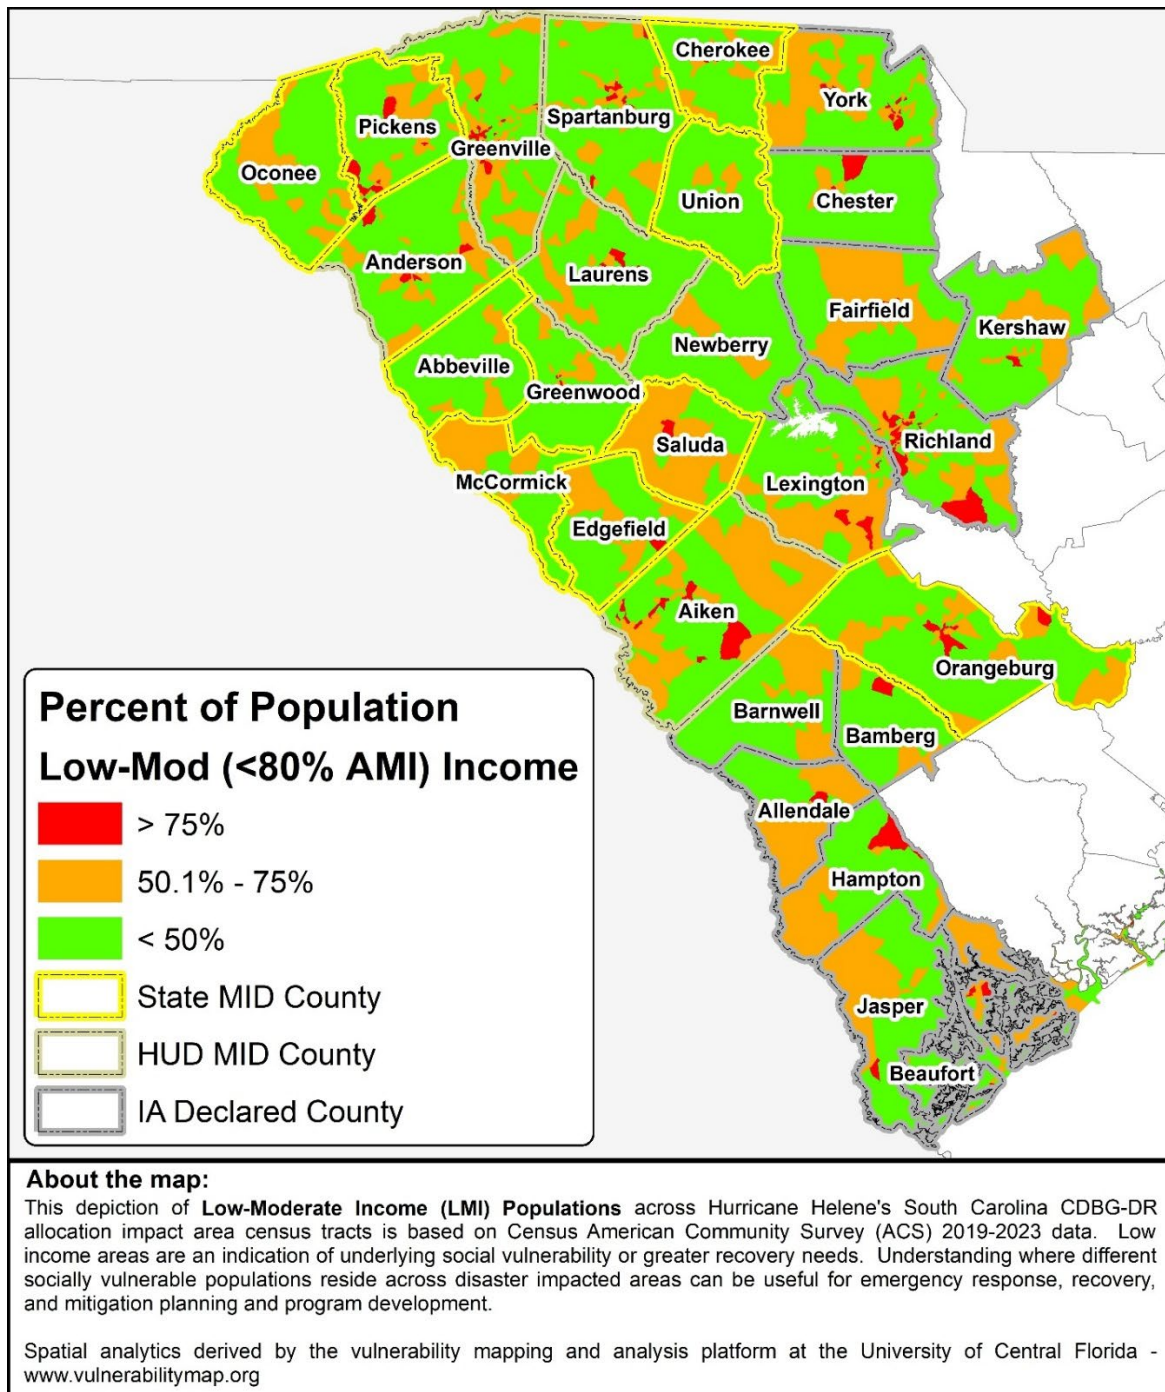 Cherokee
York
Spartanburg
Pickens
Greenville
Oconee
Union
Chester
Anderson
Laurens
Fairfield
Kershaw
Newberry
Abbeville
Greenwood
Saluda
Richland
McCormick
Lexington
Edgefield
Aiken
Orangeburg
Barnwell
Bamberg
Allendale
Hampton
Jasper
Beaufort
Percent of Population
Low-Mod (<80% AMI) Income
> 75%
50.1% - 75%
< 50%
State MID County
HUD MID County
IA Declared County
About the map:
This depiction of Low-Moderate Income (LMI) Populations across Hurricane Helene's South Carolina CDBG-DR
allocation impact area census tracts is based on Census American Community Survey (ACS) 2019-2023 data. Low
income areas are an indication of underlying social vulnerability or greater recovery needs. Understanding where different
socially vulnerable populations reside across disaster impacted areas can be useful for emergency response, recovery,
and mitigation planning and program development.
Spatial analytics derived by the vulnerability mapping and analysis platform at the University of Central Florida -
www.vulnerabilitymap.org